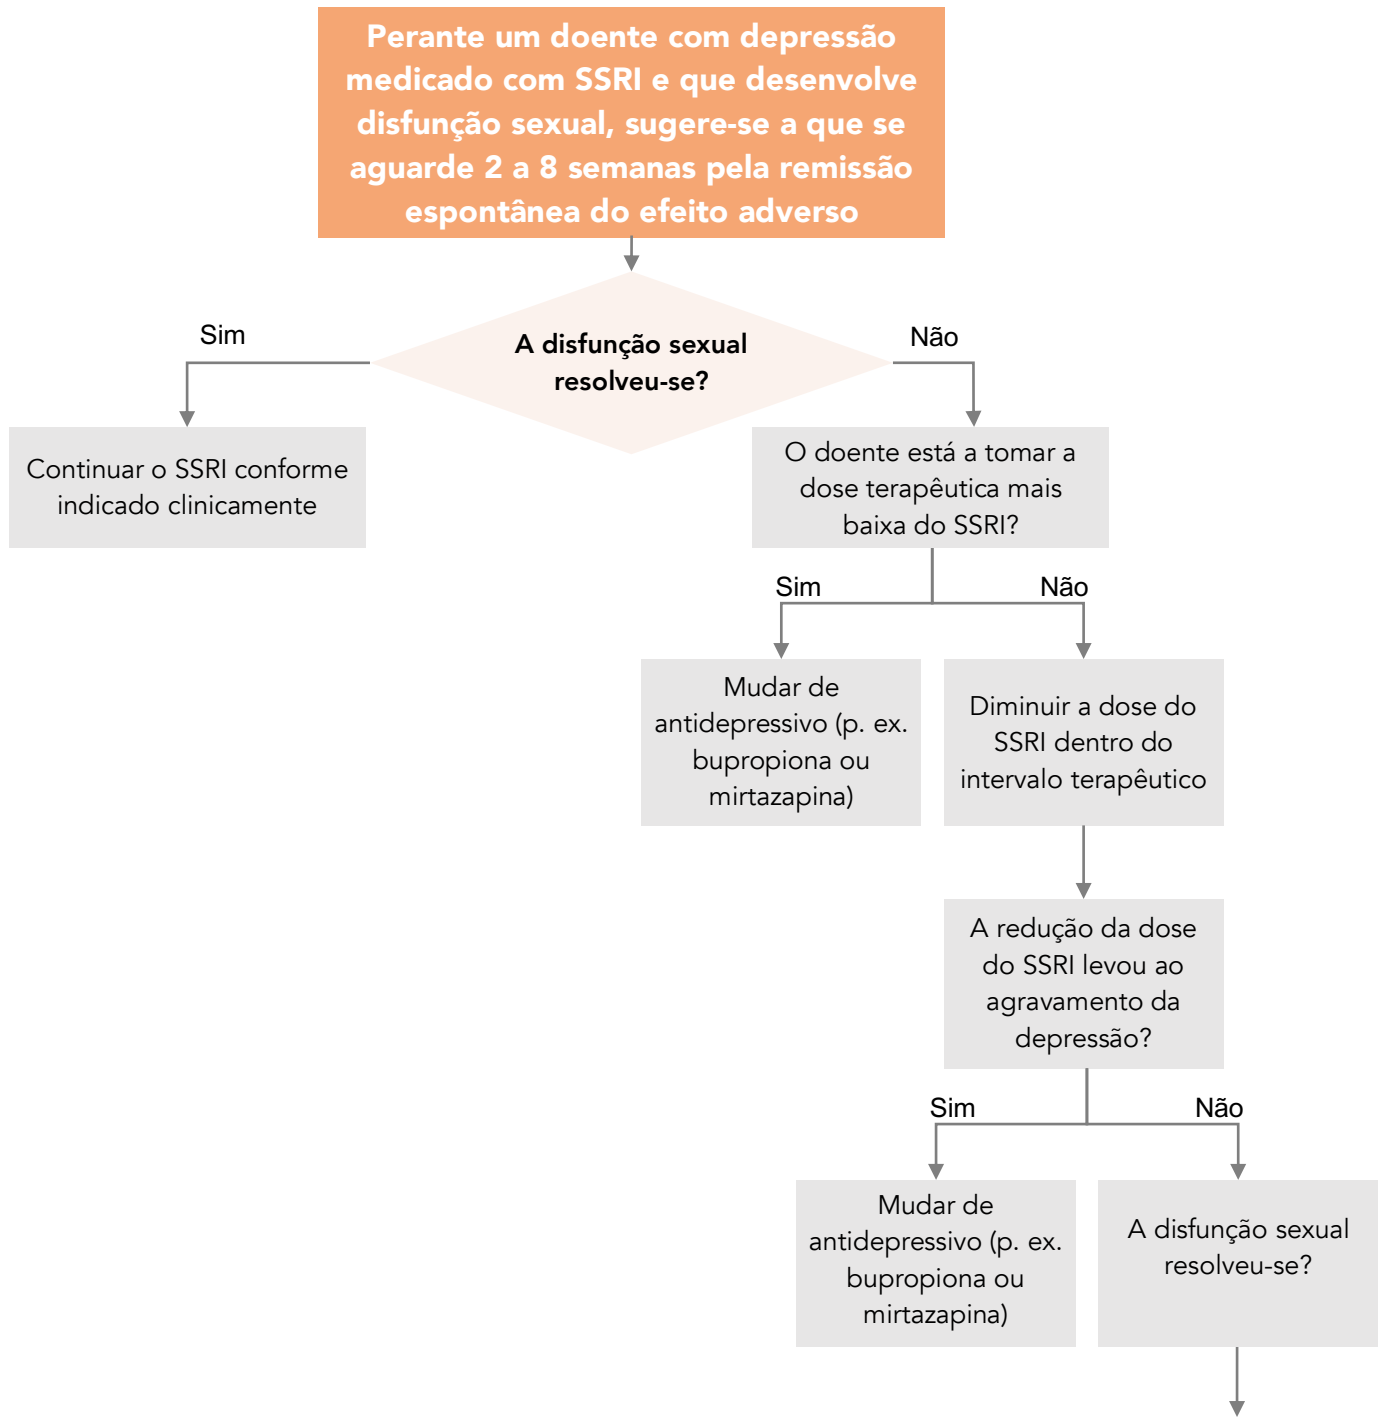 Perante um doente com depressão
medicado com SSRI e que desenvolve
disfunção sexual, sugere-se a que se
aguarde 2 a 8 semanas pela remissão
espontânea do efeito adverso
A disfunção sexual
resolveu-se?
Sim
Não
Continuar o SSRI conforme
indicado clinicamente
O doente está a tomar a
dose terapêutica mais
baixa do SSRI?
Sim
Não
Mudar de
antidepressivo (p. ex.
bupropiona ou
mirtazapina)
Diminuir a dose do
SSRI dentro do
intervalo terapêutico
A redução da dose
do SSRI levou ao
agravamento da
depressão?
Sim
Não
Mudar de
antidepressivo (p. ex.
bupropiona ou
mirtazapina)
A disfunção sexual
resolveu-se?